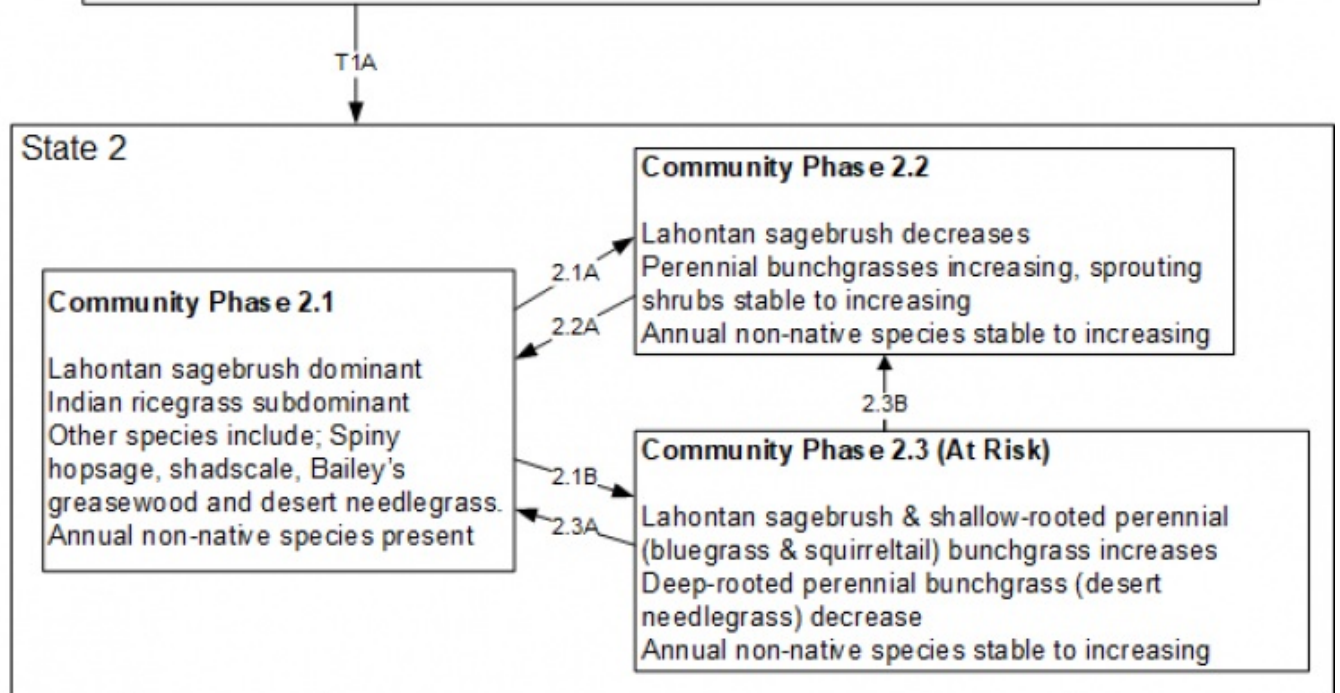 T1A
State 2
Community Phase 2.2
Lahontan sagebrush decreases
Perennial bunchgrasses increasing, sprouting
shrubs stable to increasing
Annual non-native species stable to increasing
2.1A
2.2A
Community Phase 2.1
Lahontan sagebrush dominant
Indian ricegrass subdominant
Other species include; Spiny
hopsage, shadscale, Bailey's
greasewood and desert needlegrass.
Annual non-native species present
2.3B
2.1B
2.3A
Community Phase 2.3 (At Risk)
Lahontan sagebrush & shallow-rooted perennial
(bluegrass & squirreltail) bunchgrass increases
Deep-rooted perennial bunchgrass (desert
needlegrass) decrease
Annual non-native species stable to increasing